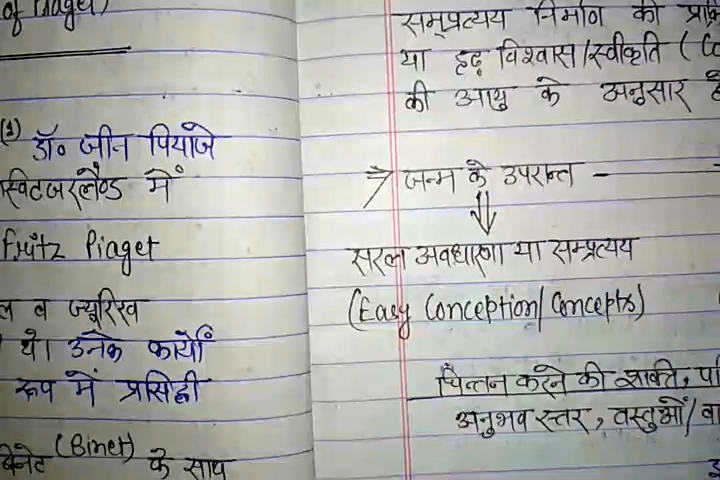 of Piaget)
(1) डॉ० जीन पियाजे
स्विटजरलैण्ड में
Fritz Piaget
ल व ज्यूरिख
थे। उनके कार्यों
रूप में प्रसिद्धी
बिनेट (Binet) के साथ
सम्प्रत्यय निर्माण की
या दृढ़ विश्वास/स्वीकृति (Co
की आयु के अनुसार
→ जन्म के उपरान्त —
⇓
सरल अवधारणा या सम्प्रत्यय
(Easy Conception/Concepts)
चिन्तन करने की शक्ति,
अनुभव स्तर, वस्तुओं/